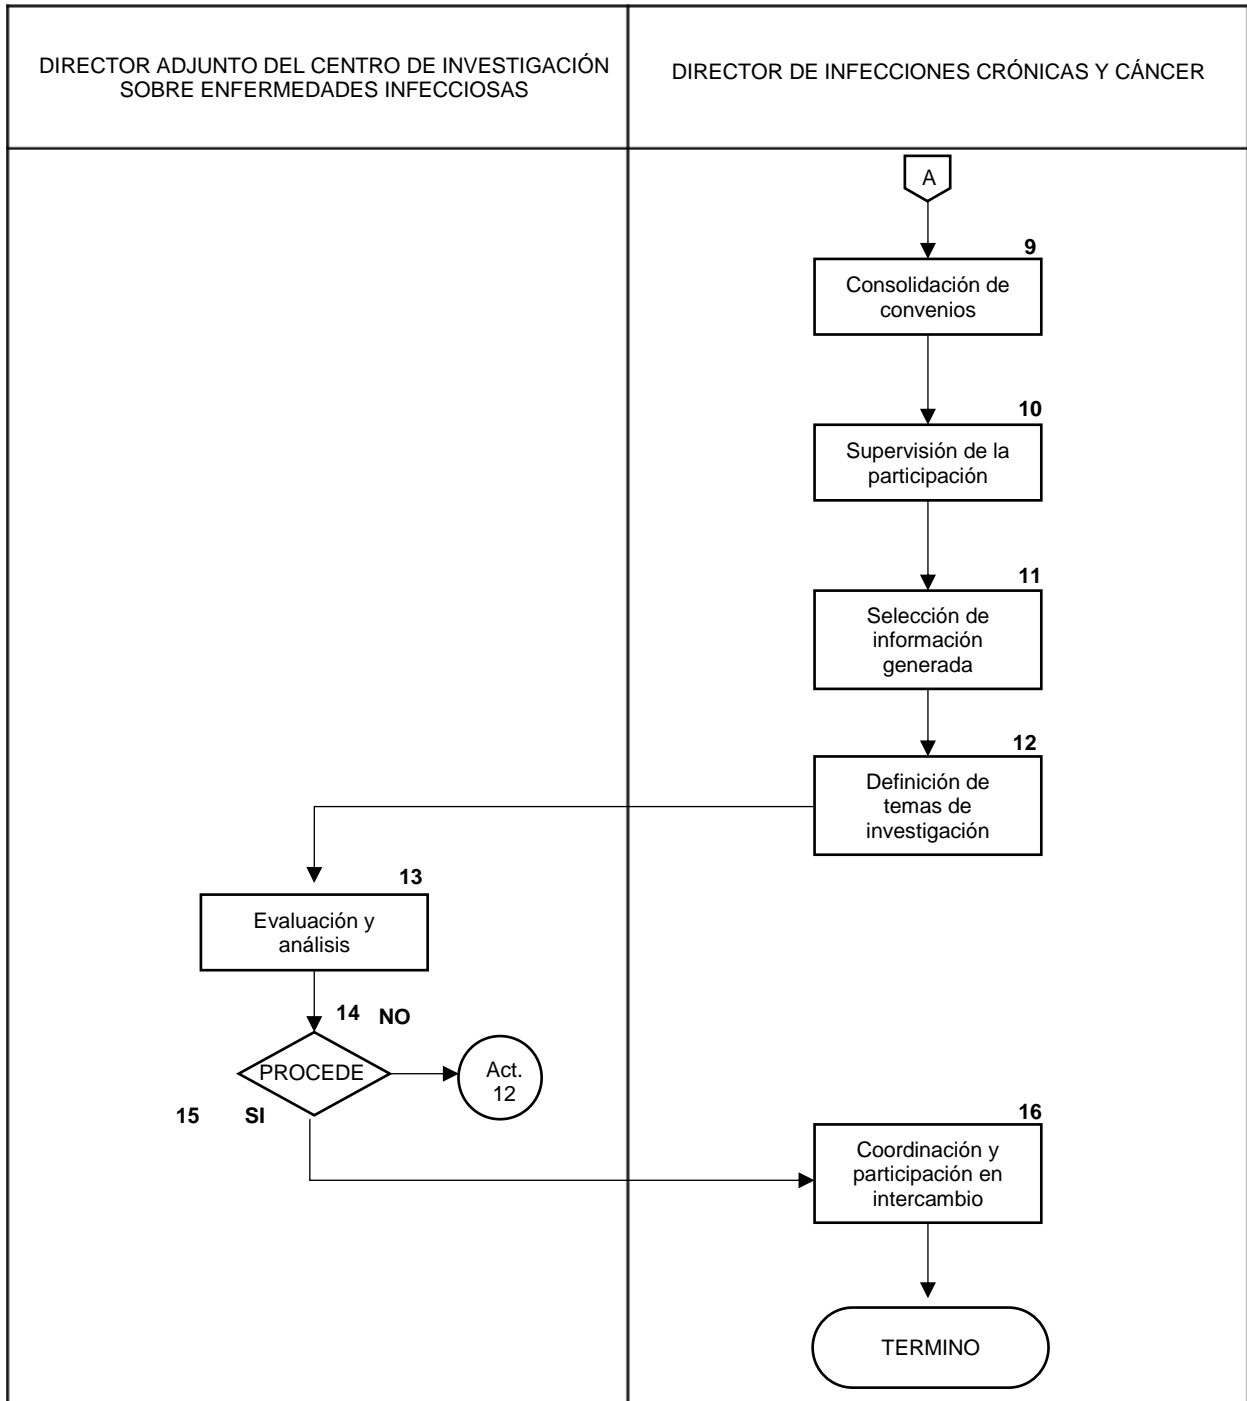 DIRECTOR ADJUNTO DEL CENTRO DE INVESTIGACIÓN
SOBRE ENFERMEDADES INFECCIOSAS
DIRECTOR DE INFECCIONES CRÓNICAS Y CÁNCER
A
9
Consolidación de
convenios
10
Supervisión de la
participación
11
Selección de
información
generada
12
Definición de
temas de
investigación
13
Evaluación y
análisis
14 NO
PROCEDE
Act.
12
15 SI
16
Coordinación y
participación en
intercambio
TERMINO